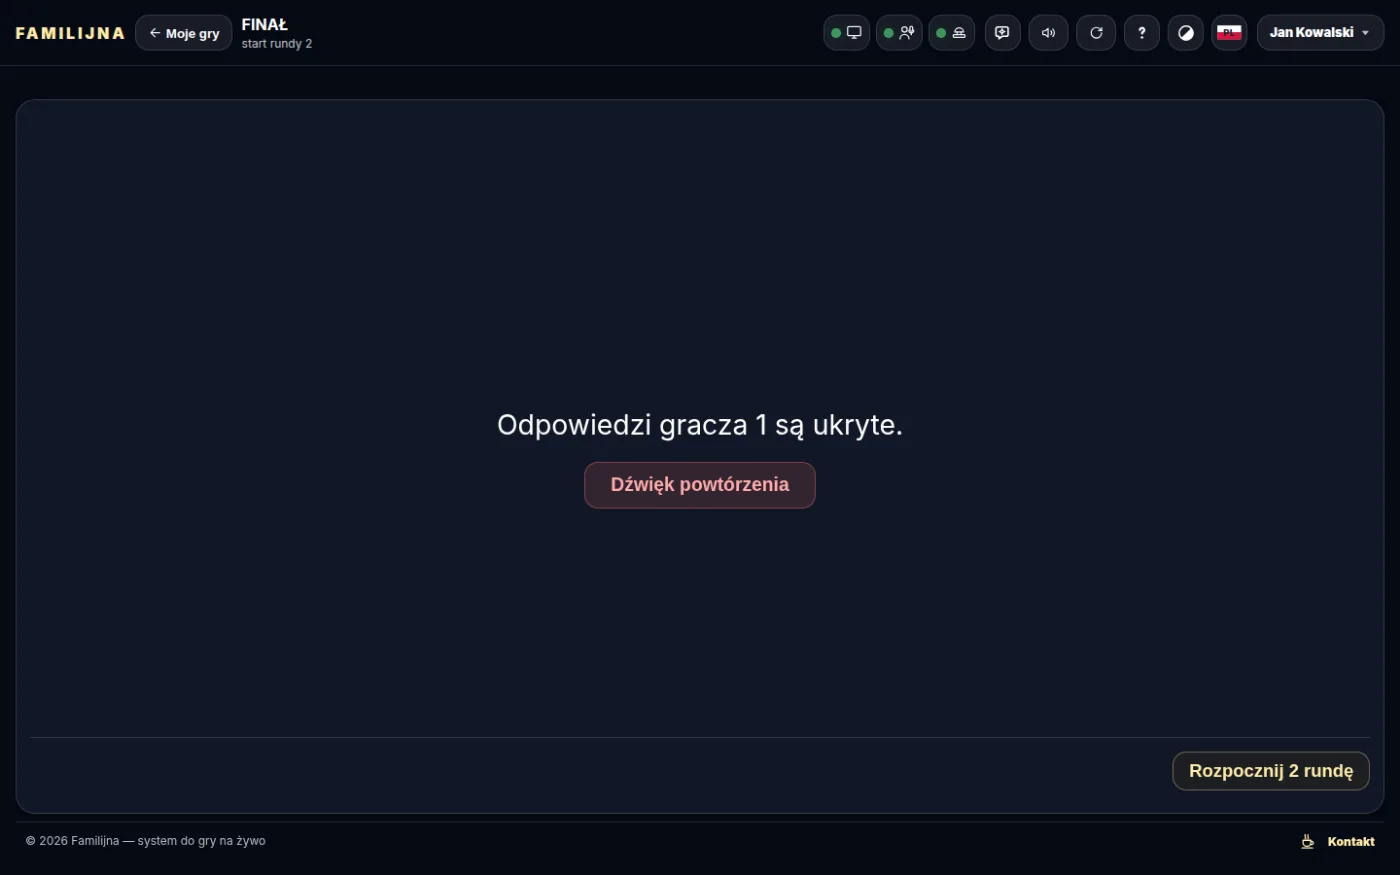 FAMILIJNA
← Moje gry
FINAŁ
start rundy 2
?
PL
Jan Kowalski
Odpowiedzi gracza 1 są ukryte.
Dźwięk powtórzenia
Rozpocznij 2 rundę
© 2026 Familijna — system do gry na żywo
Kontakt